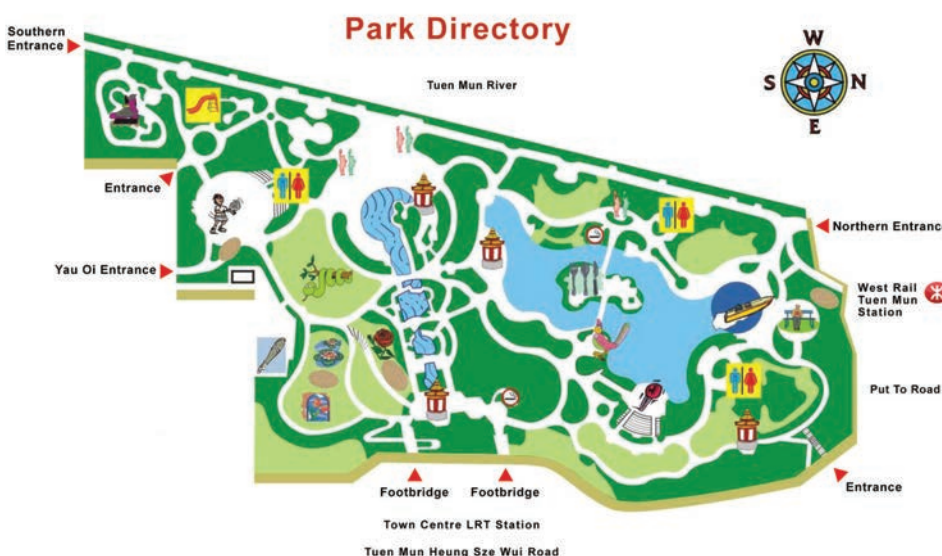 Park Directory
Southern
Entrance
Tuen Mun River
W
S N
E
Entrance
Northern Entrance
Yau Oi Entrance
West Rail
Tuen Mun
Station
Put To Road
Entrance
Footbridge Footbridge
Town Centre LRT Station
Tuen Mun Heung Sze Wui Road